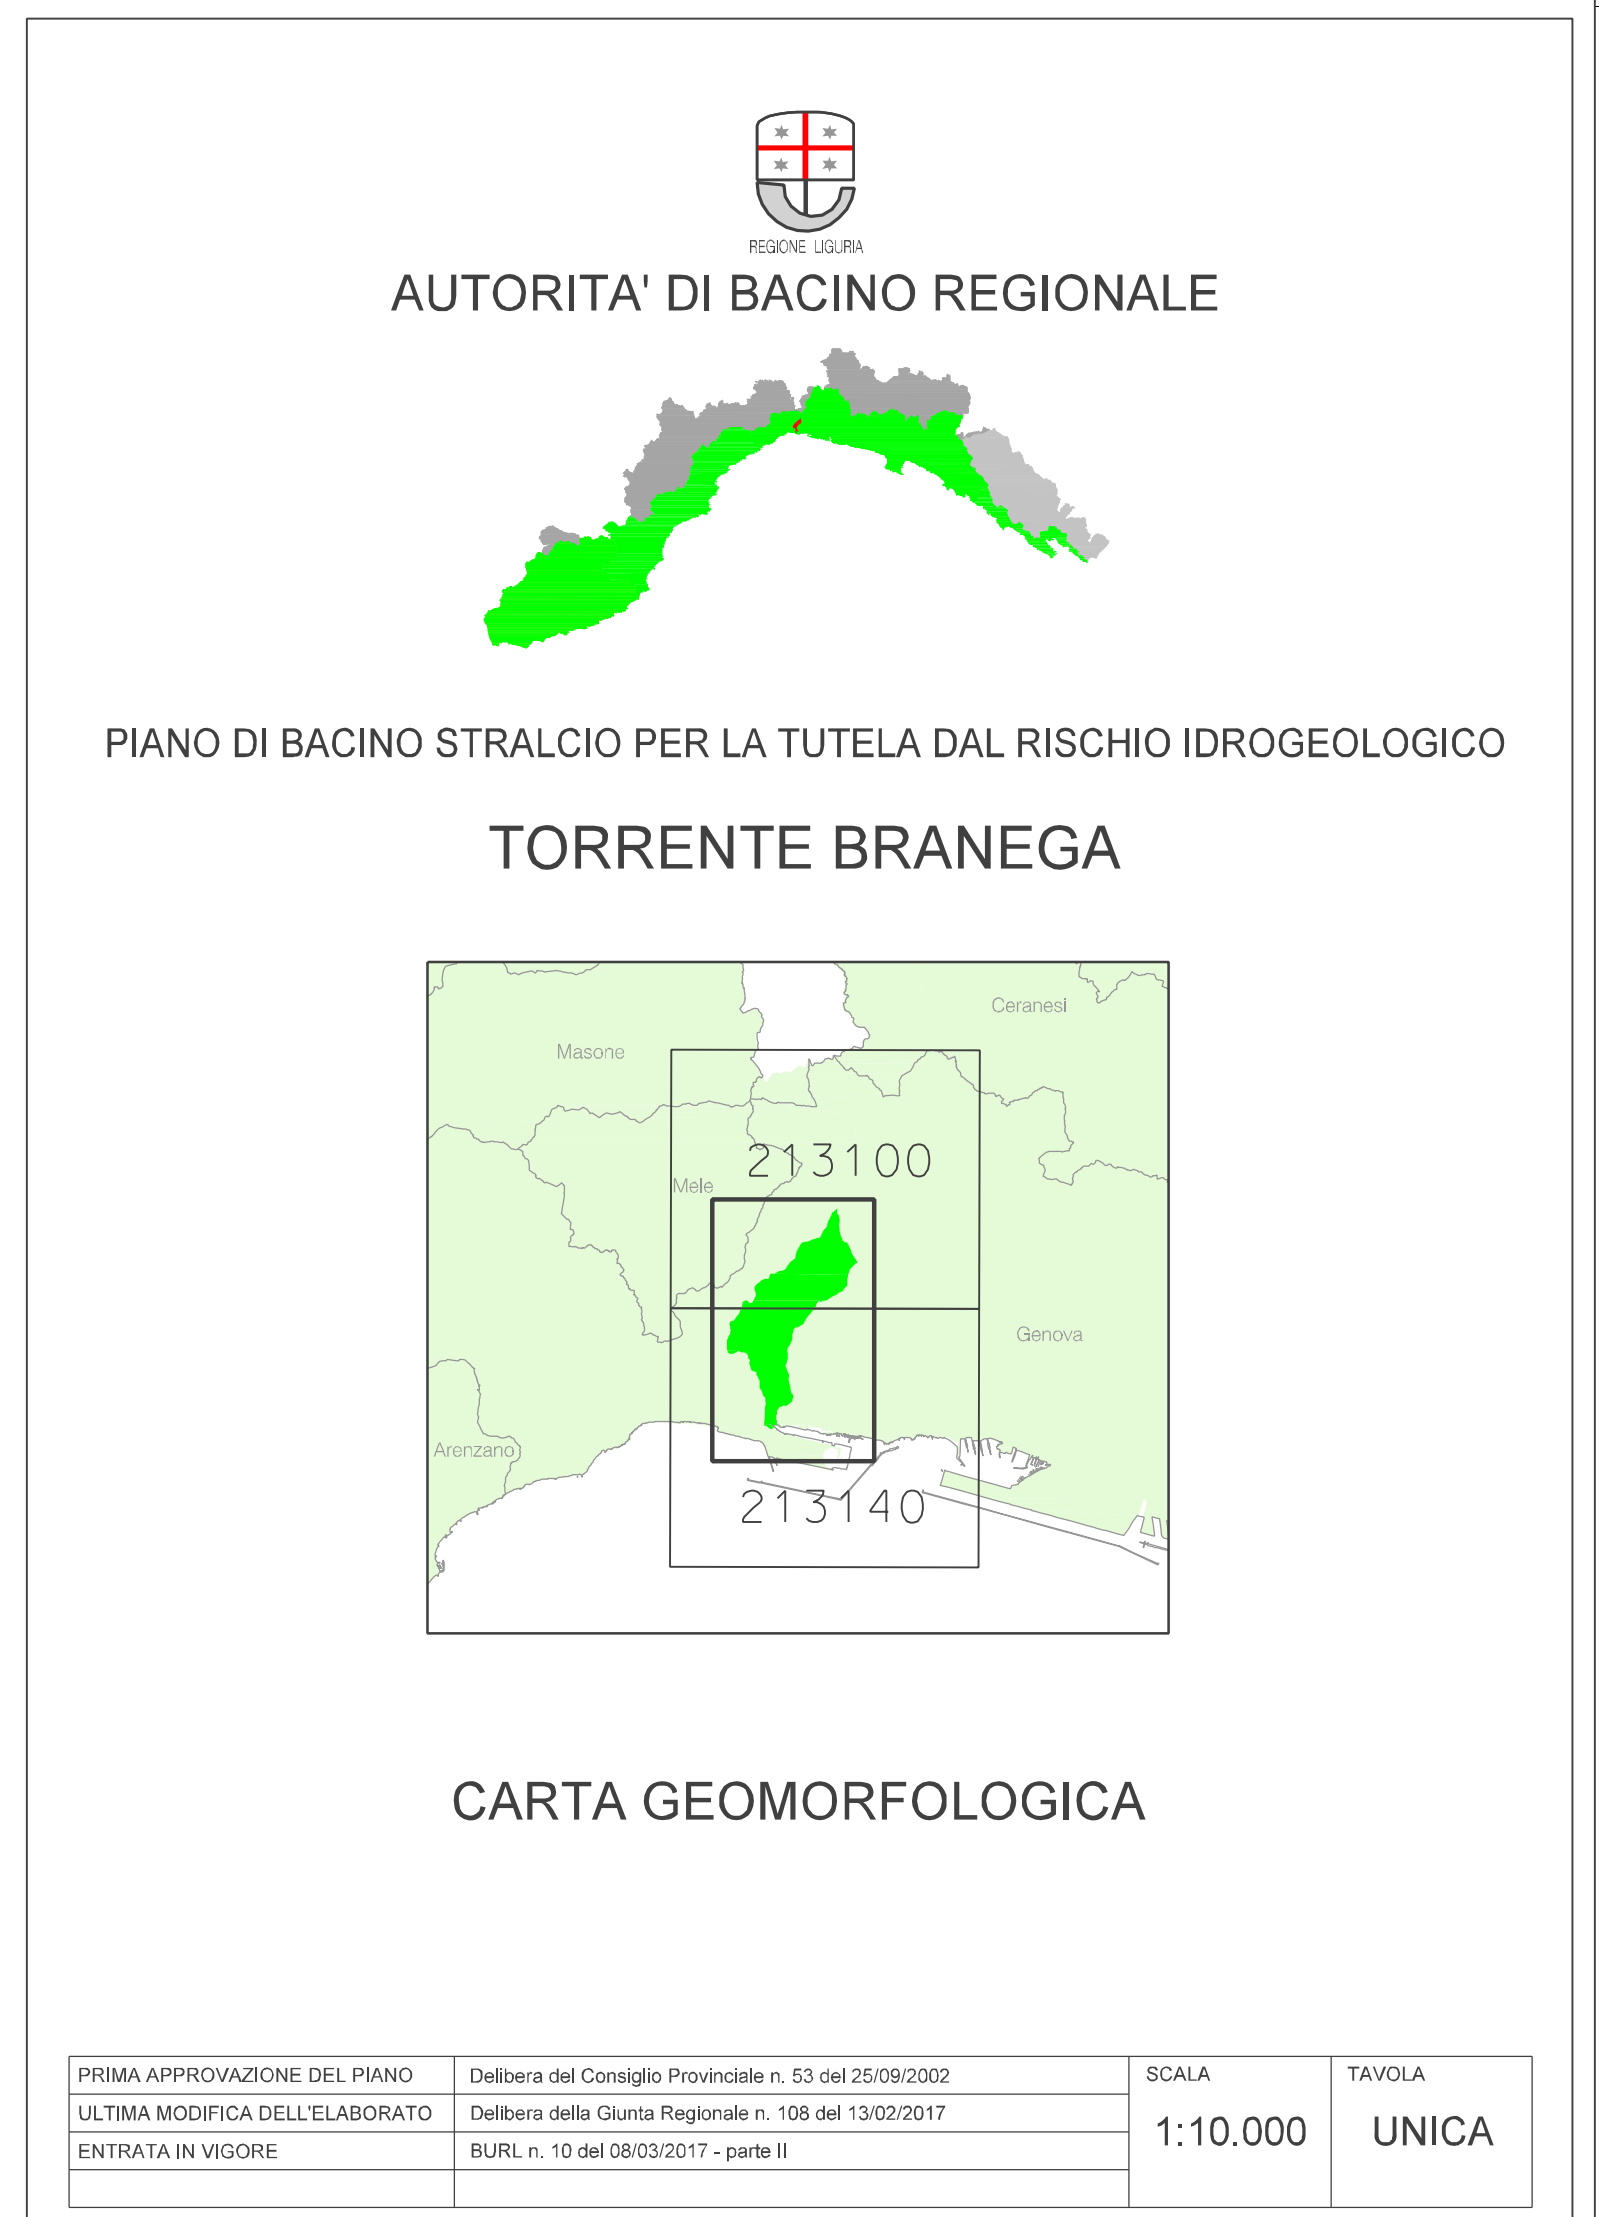 REGIONE LIGURIA
AUTORITA' DI BACINO REGIONALE
PIANO DI BACINO STRALCIO PER LA TUTELA DAL RISCHIO IDROGEOLOGICO
TORRENTE BRANEGA
Ceranesi
Masone
213100
Mele
Genova
Arenzano
213140
CARTA GEOMORFOLOGICA
PRIMA APPROVAZIONE DEL PIANO Delibera del Consiglio Provinciale n. 53 del 25/09/2002
ULTIMA MODIFICA DELL'ELABORATO Delibera della Giunta Regionale n. 108 del 13/02/2017
ENTRATA IN VIGORE BURL n. 10 del 08/03/2017 - parte II
SCALA
1:10.000
TAVOLA
UNICA